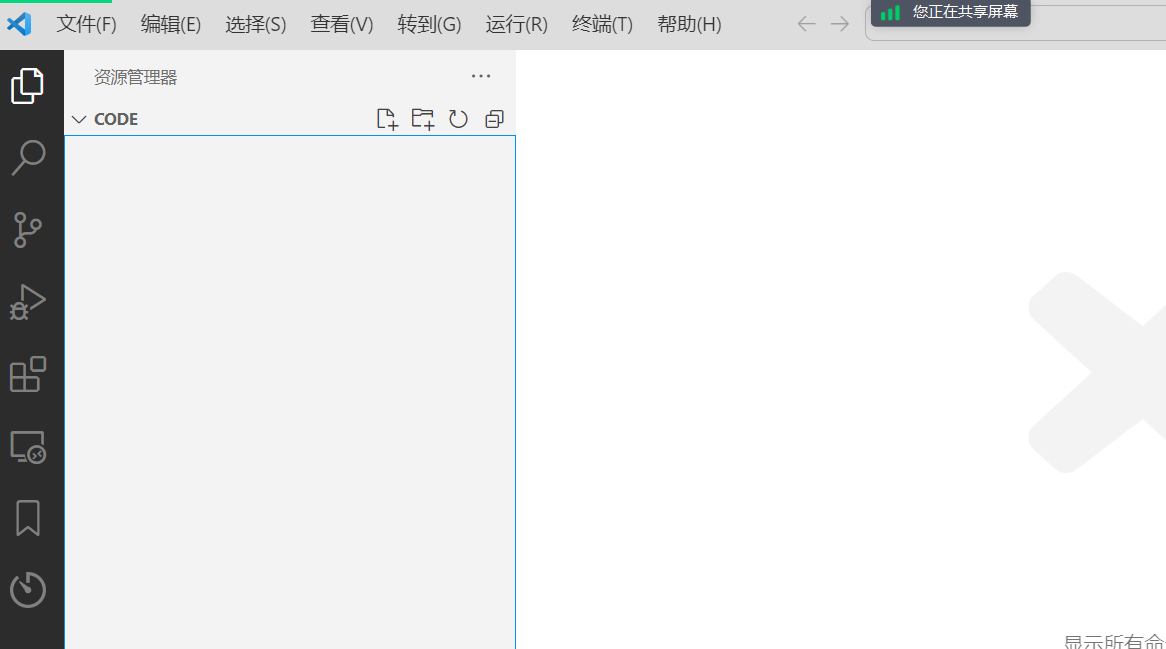 文件(F) 编辑(E) 选择(S) 查看(V) 转到(G) 运行(R) 终端(T) 帮助(H)
您正在共享屏幕
资源管理器
CODE
显示所有命